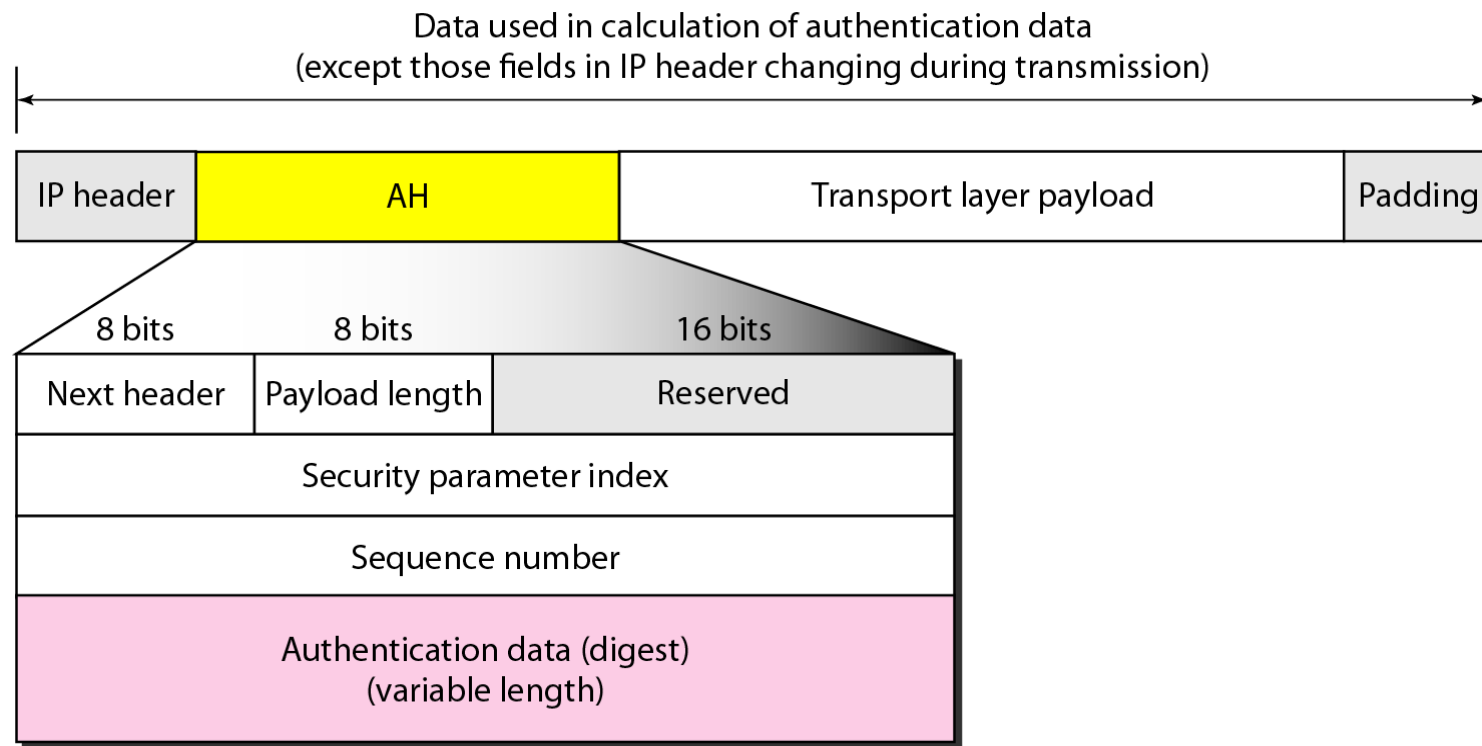 Data used in calculation of authentication data
(except those fields in IP header changing during transmission)
IP header
AH
Transport layer payload
Padding
8 bits
8 bits
16 bits
Next header
Payload length
Reserved
Security parameter index
Sequence number
Authentication data (digest)
(variable length)